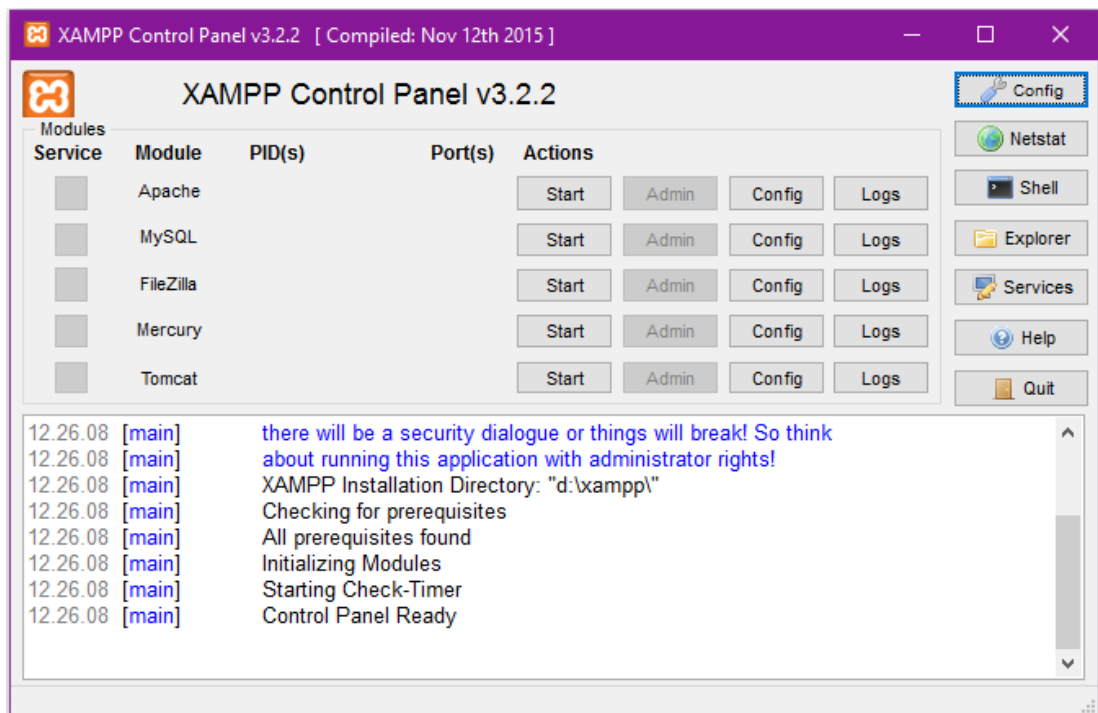 XAMPP Control Panel v3.2.2 [ Compiled: Nov 12th 2015 ]
XAMPP Control Panel v3.2.2
Config
Modules
Netstat
Service Module PID(s) Port(s) Actions
Apache Start Admin Config Logs
Shell
MySQL Start Admin Config Logs
Explorer
FileZilla Start Admin Config Logs
Services
Mercury Start Admin Config Logs
Help
Tomcat Start Admin Config Logs
Quit
12.26.08 [main] there will be a security dialogue or things will break! So think
12.26.08 [main] about running this application with administrator rights!
12.26.08 [main] XAMPP Installation Directory: "d:\xampp\"
12.26.08 [main] Checking for prerequisites
12.26.08 [main] All prerequisites found
12.26.08 [main] Initializing Modules
12.26.08 [main] Starting Check-Timer
12.26.08 [main] Control Panel Ready